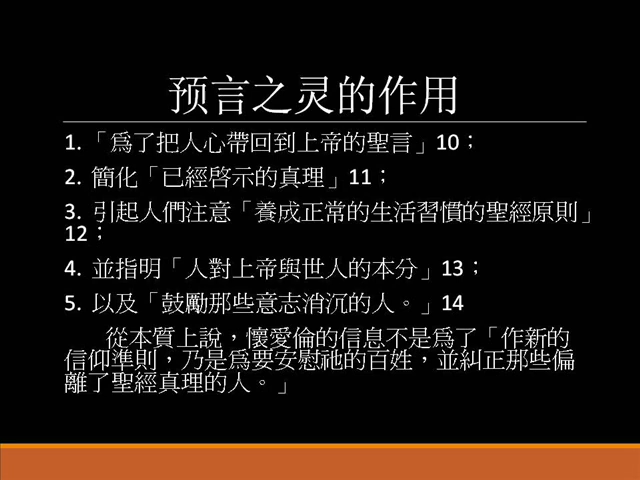 预言之灵的作用
1. 「為了把人心帶回到上帝的聖言」10；
2. 簡化「已經啓示的真理」11；
3. 引起人們注意「養成正常的生活習慣的聖經原則」
12；
4. 並指明「人對上帝與世人的本分」13；
5. 以及「鼓勵那些意志消沉的人。」14
從本質上說，懷愛倫的信息不是爲了「作新的
信仰準則，乃是爲要安慰祂的百姓，並糾正那些偏
離了聖經真理的人。」